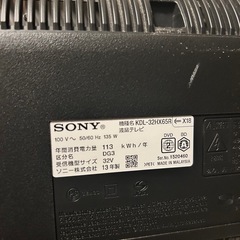 SONY 機種名 KDL-32HX65R
液晶テレビ
100 V～ 50/60 Hz 135 W
年間消費電力量 113 kWh/年
区分名 DG3
受信機型サイズ 32V
ソニー株式会社 13年製
X18
DVD
MADE IN MALAYSIA